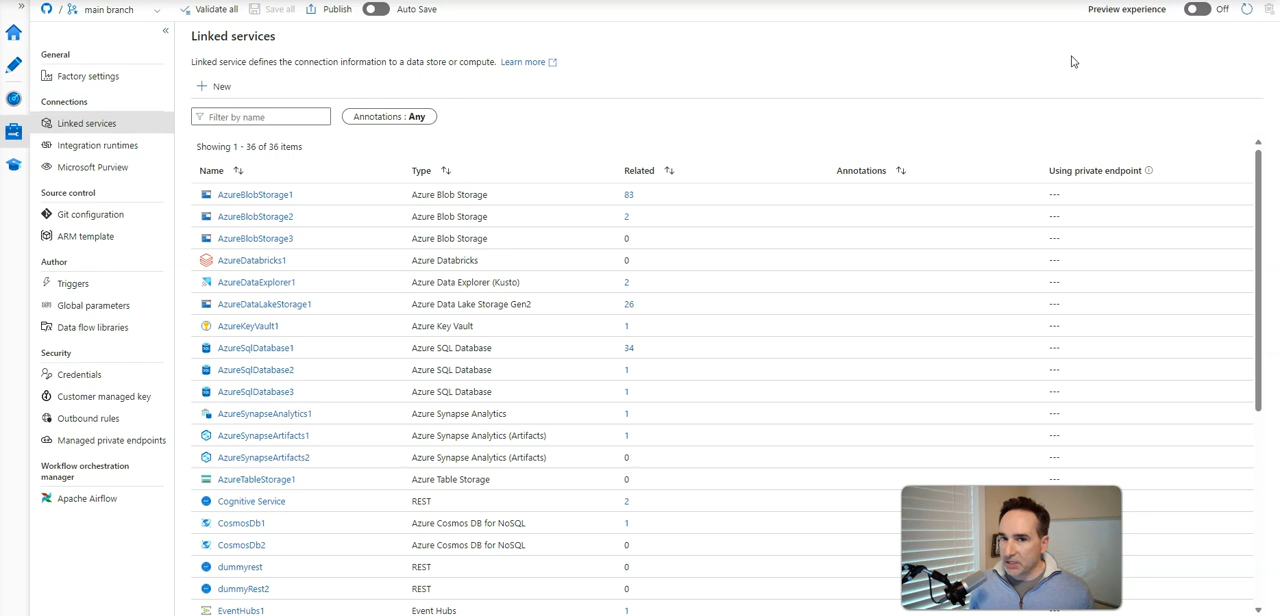 / main branch Validate all Save all Publish Auto Save Preview experience Off
General
Factory settings
Connections
Linked services
Integration runtimes
Microsoft Purview
Source control
Git configuration
ARM template
Author
Triggers
Global parameters
Data flow libraries
Security
Credentials
Customer managed key
Outbound rules
Managed private endpoints
Workflow orchestration
manager
Apache Airflow
Linked services
Linked service defines the connection information to a data store or compute. Learn more
New
Filter by name Annotations : Any
Showing 1 - 36 of 36 items
Name Type Related Annotations Using private endpoint
AzureBlobStorage1 Azure Blob Storage 83 ---
AzureBlobStorage2 Azure Blob Storage 2 ---
AzureBlobStorage3 Azure Blob Storage 0 ---
AzureDatabricks1 Azure Databricks 0 ---
AzureDataExplorer1 Azure Data Explorer (Kusto) 2 ---
AzureDataLakeStorage1 Azure Data Lake Storage Gen2 26 ---
AzureKeyVault1 Azure Key Vault 1 ---
AzureSqlDatabase1 Azure SQL Database 34 ---
AzureSqlDatabase2 Azure SQL Database 1 ---
AzureSqlDatabase3 Azure SQL Database 1 ---
AzureSynapseAnalytics1 Azure Synapse Analytics 1 ---
AzureSynapseArtifacts1 Azure Synapse Analytics (Artifacts) 1 ---
AzureSynapseArtifacts2 Azure Synapse Analytics (Artifacts) 0 ---
AzureTableStorage1 Azure Table Storage 0 ---
Cognitive Service REST 2
CosmosDb1 Azure Cosmos DB for NoSQL 1
CosmosDb2 Azure Cosmos DB for NoSQL 0
dummyrest REST 0
dummyRest2 REST 0
EventHubs1 Event Hubs 1